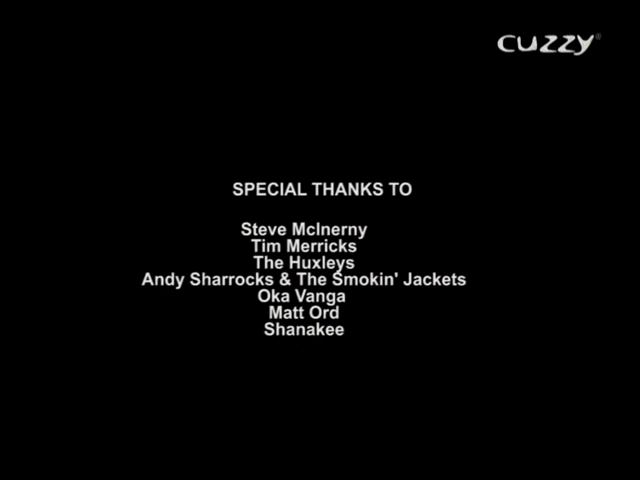 cuzzy®
SPECIAL THANKS TO
Steve McInerny
Tim Merricks
The Huxleys
Andy Sharrocks & The Smokin' Jackets
Oka Vanga
Matt Ord
Shanakee